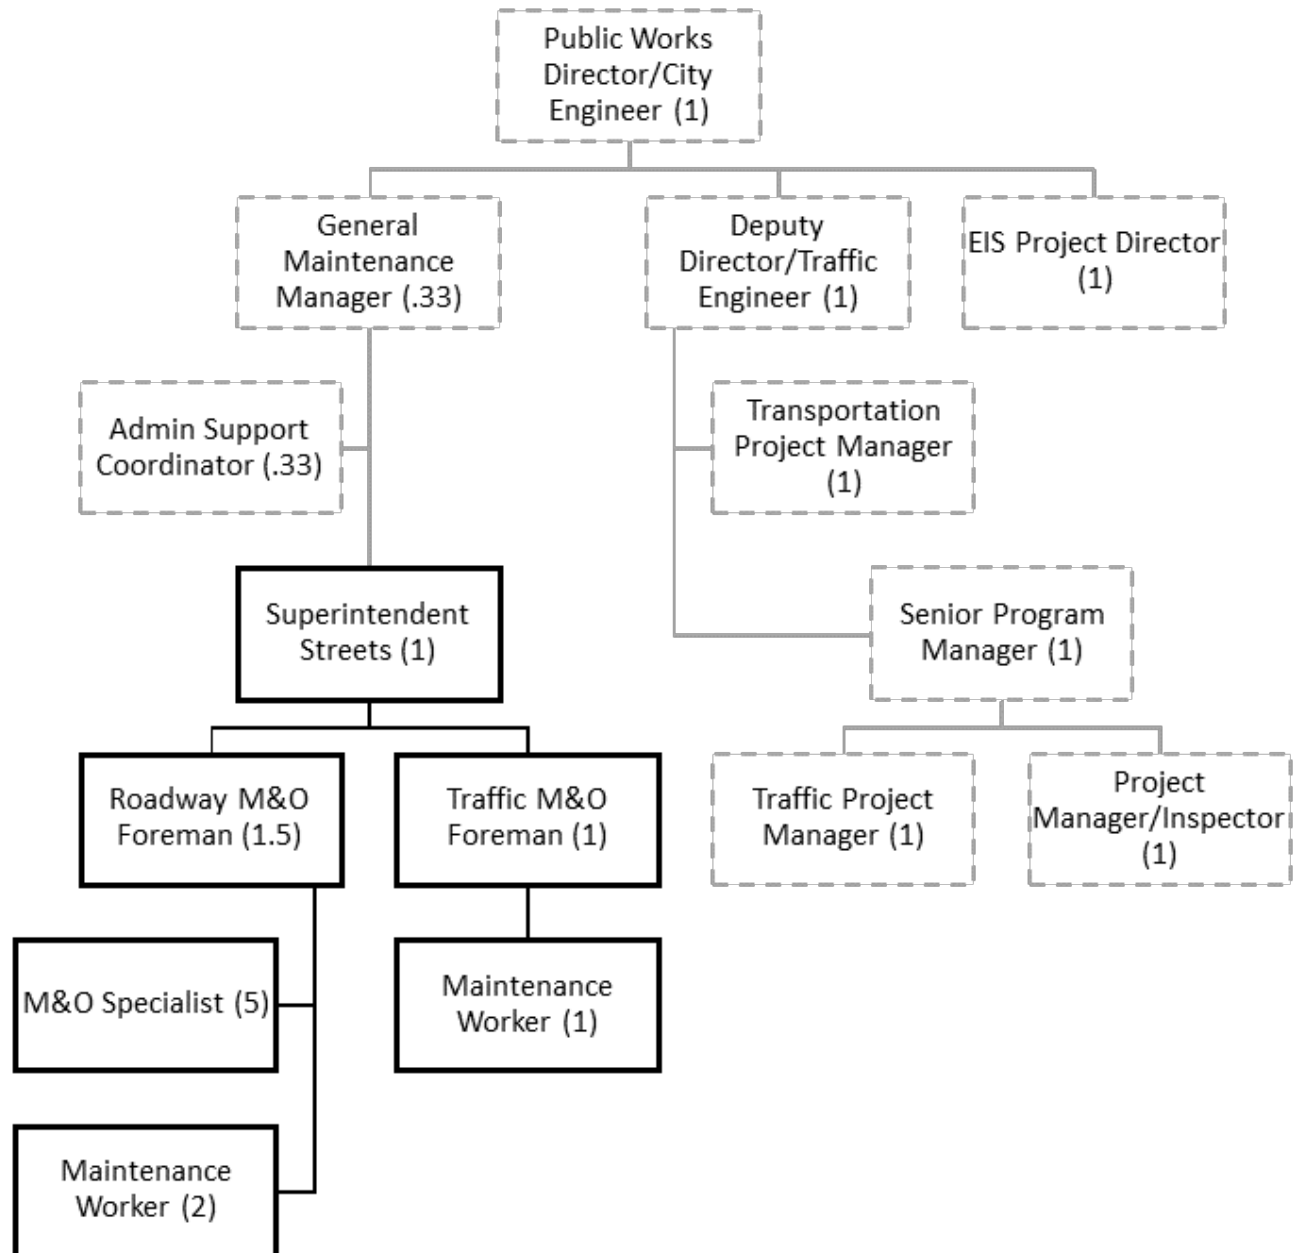 Public Works
Director/City
Engineer (1)
General
Maintenance
Manager (.33)
Deputy
Director/Traffic
Engineer (1)
EIS Project Director
(1)
Admin Support
Coordinator (.33)
Transportation
Project Manager
(1)
Superintendent
Streets (1)
Senior Program
Manager (1)
Roadway M&O
Foreman (1.5)
Traffic M&O
Foreman (1)
Traffic Project
Manager (1)
Project
Manager/Inspector
(1)
M&O Specialist (5)
Maintenance
Worker (1)
Maintenance
Worker (2)